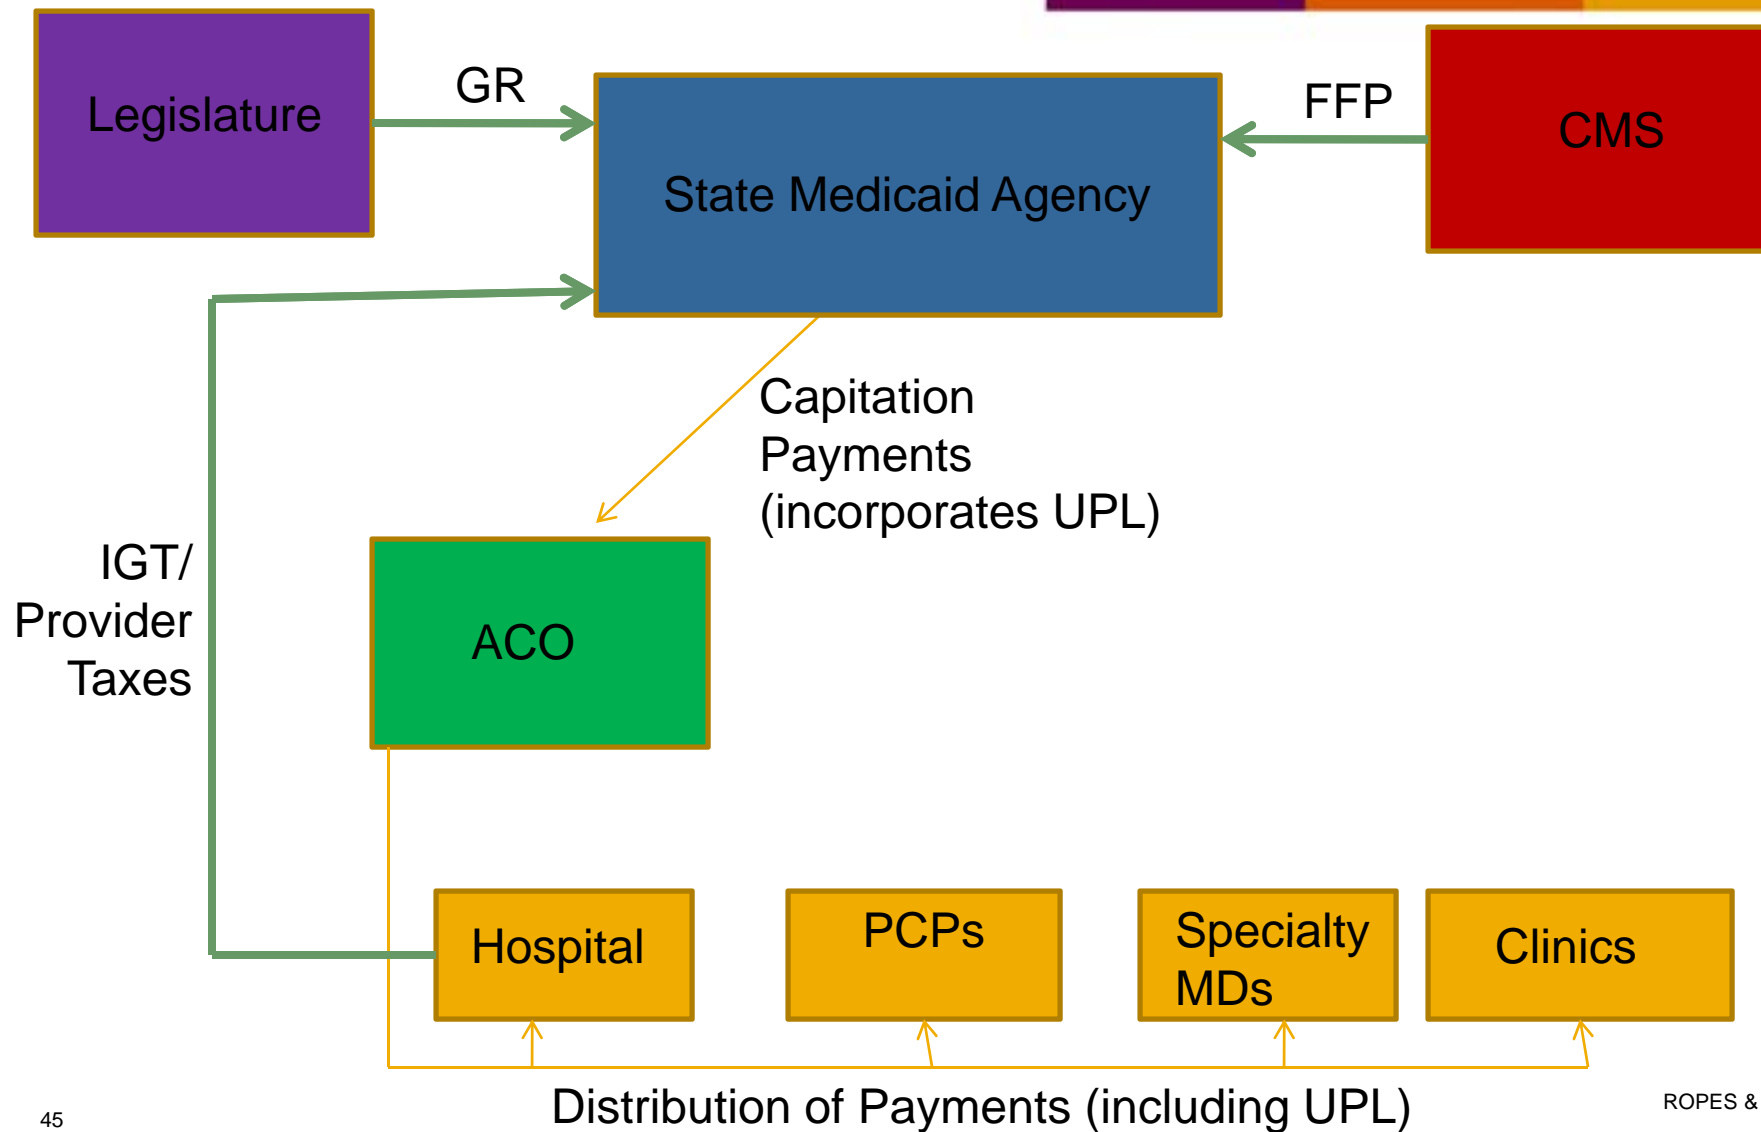 Legislature
GR
State Medicaid Agency
FFP
CMS
Capitation
Payments
(incorporates UPL)
IGT/
Provider
Taxes
ACO
Hospital
PCPs
Specialty
MDs
Clinics
Distribution of Payments (including UPL)
45
ROPES &